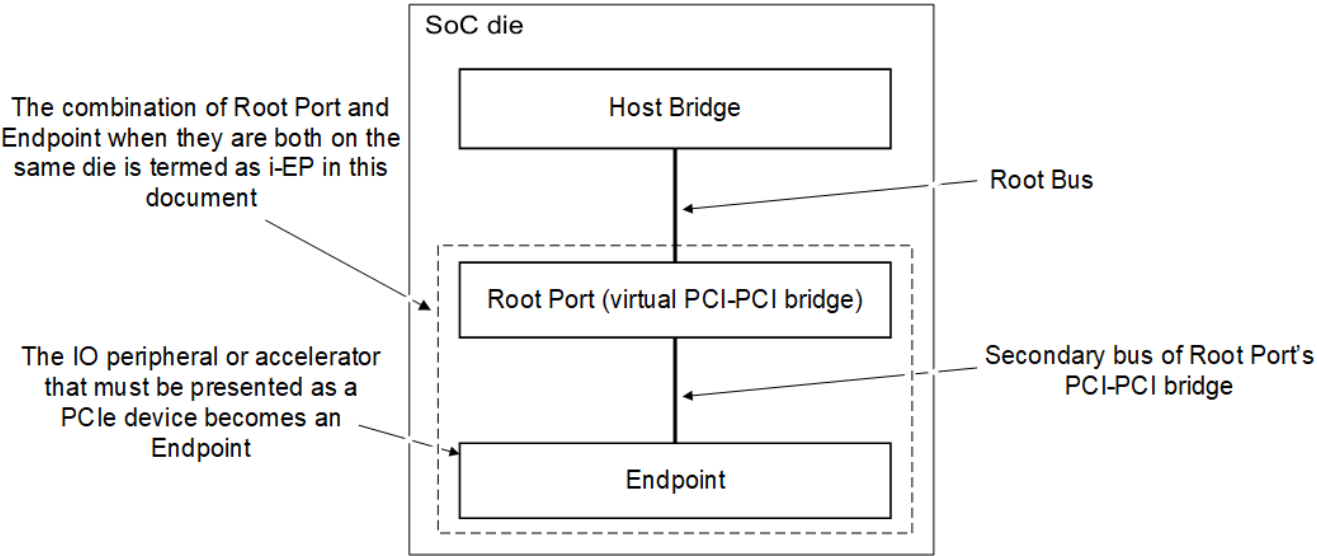 SoC die
Host Bridge
The combination of Root Port and
Endpoint when they are both on the
same die is termed as i-EP in this
document
Root Bus
Root Port (virtual PCI-PCI bridge)
The IO peripheral or accelerator
that must be presented as a
PCIe device becomes an
Endpoint
Secondary bus of Root Port’s
PCI-PCI bridge
Endpoint